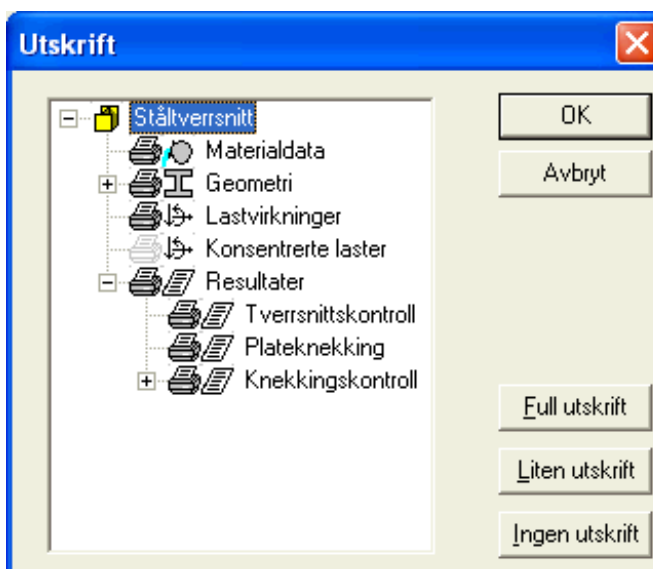 Utskrift
Ståltverrsnitt
Materialdata
Geometri
Lastvirkninger
Konsentrerte laster
Resultater
Tverrsnittskontroll
Plateknekking
Knekkingskontroll
OK
Avbryt
Full utskrift
Liten utskrift
Ingen utskrift